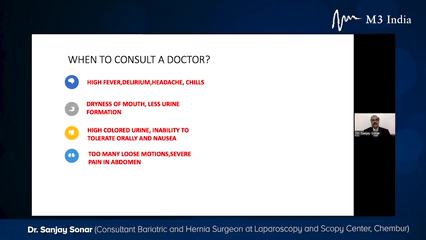 M3 India
WHEN TO CONSULT A DOCTOR?
HIGH FEVER,DELIRIUM,HEADACHE, CHILLS
DRYNESS OF MOUTH, LESS URINE
FORMATION
HIGH COLORED URINE, INABILITY TO
TOLERATE ORALLY AND NAUSEA
TOO MANY LOOSE MOTIONS,SEVERE
PAIN IN ABDOMEN
Sanjay Sonar
Dr. Sanjay Sonar (Consultant Bariatric and Hernia Surgeon at Laparoscopy and Scopy Center, Chembur)